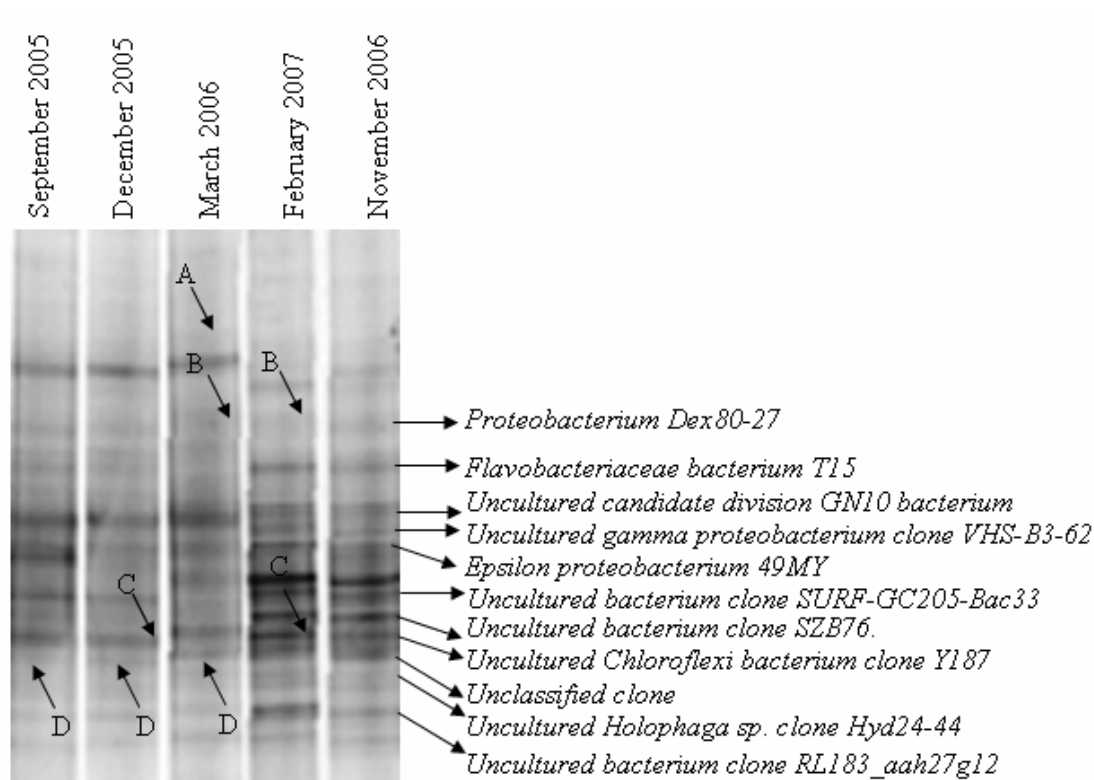 September 2005
December 2005
March 2006
February 2007
November 2006
A
B
B
Proteobacterium Dex80-27
Flavobacteriaceae bacterium T15
Uncultured candidate division GN10 bacterium
Uncultured gamma proteobacterium clone VHS-B3-62
C
C
Epsilon proteobacterium 49MY
Uncultured bacterium clone SURF-GC205-Bac33
Uncultured bacterium clone SZB76.
Uncultured Chloroflexi bacterium clone Y187
Unclassified clone
D
D
D
Uncultured Holophaga sp. clone Hyd24-44
Uncultured bacterium clone RL183_aah27g12